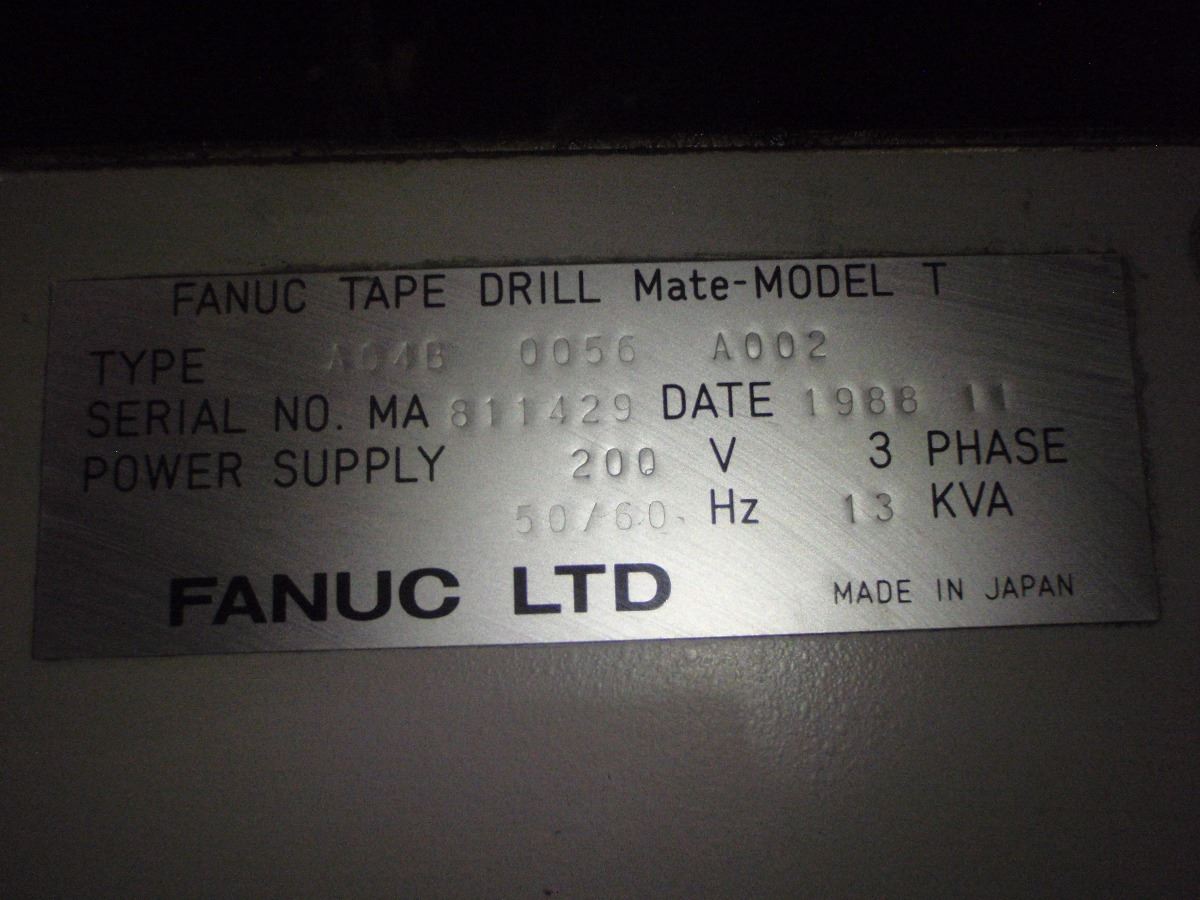 FANUC TAPE DRILL Mate-MODEL T
TYPE A04B 0056 A002
SERIAL NO. MA 811429 DATE 1988 11
POWER SUPPLY 200 V 3 PHASE
50/60 Hz 13 KVA
FANUC LTD MADE IN JAPAN